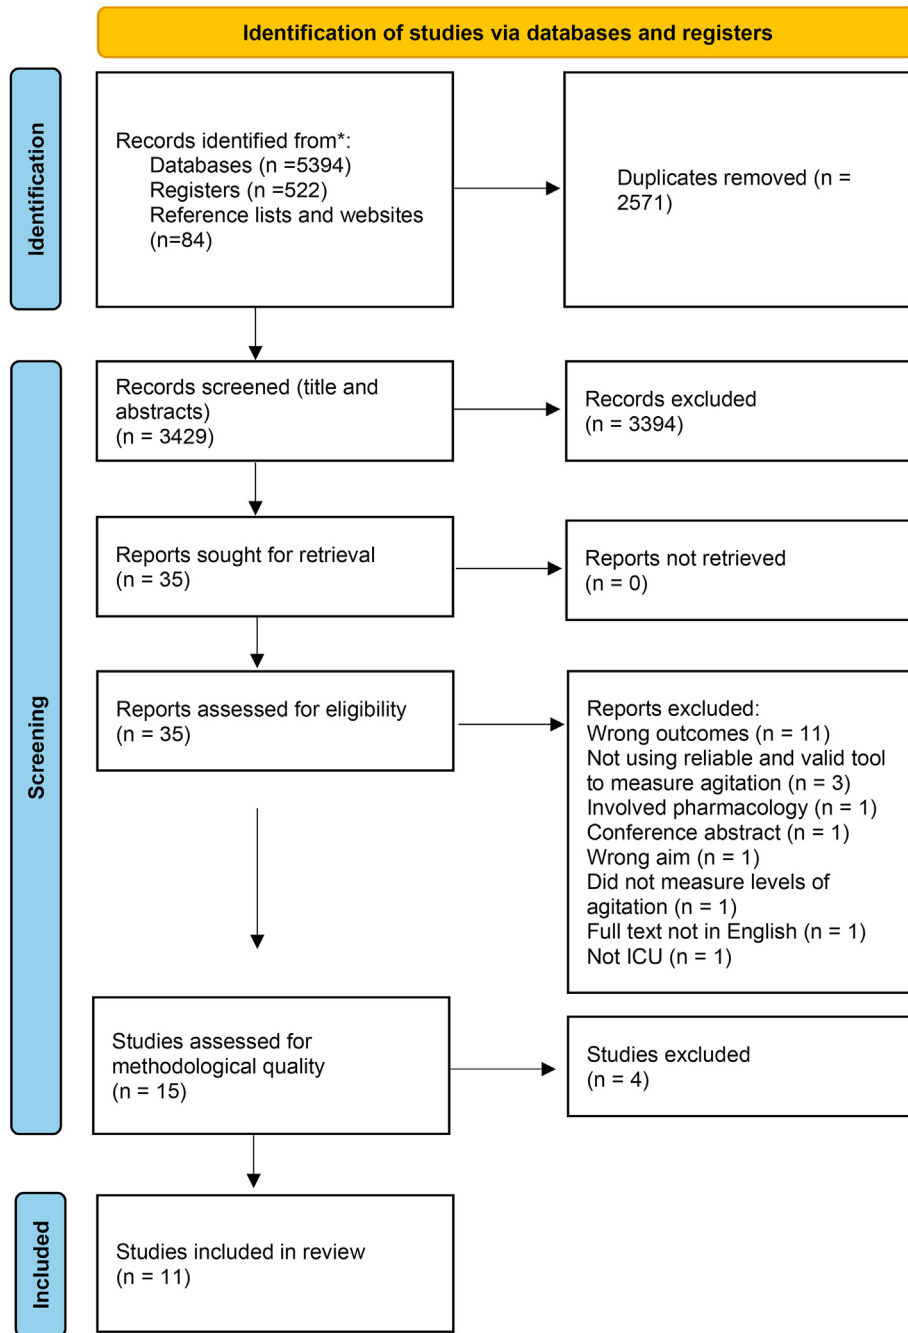 Identification of studies via databases and registers
Identification
Records identified from*:
Databases (n =5394)
Registers (n =522)
Reference lists and websites
(n=84)
Duplicates removed (n =
2571)
Screening
Records screened (title and
abstracts)
(n = 3429)
Records excluded
(n = 3394)
Reports sought for retrieval
(n = 35)
Reports not retrieved
(n = 0)
Reports assessed for eligibility
(n = 35)
Reports excluded:
Wrong outcomes (n = 11)
Not using reliable and valid tool
to measure agitation (n = 3)
Involved pharmacology (n = 1)
Conference abstract (n = 1)
Wrong aim (n = 1)
Did not measure levels of
agitation (n = 1)
Full text not in English (n = 1)
Not ICU (n = 1)
Studies assessed for
methodological quality
(n = 15)
Studies excluded
(n = 4)
Included
Studies included in review
(n = 11)